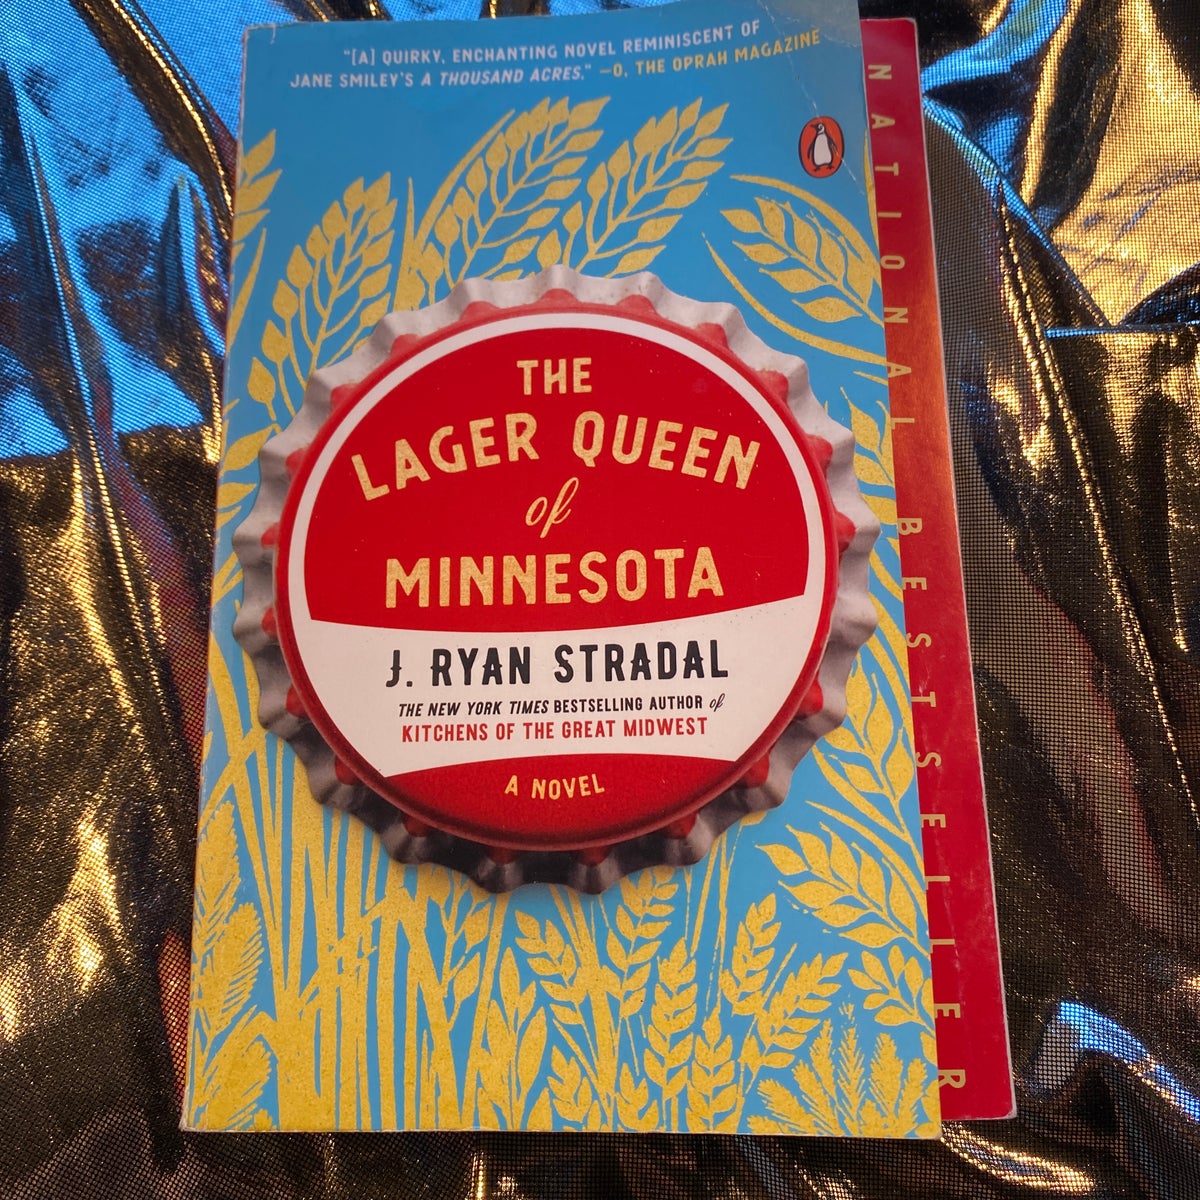 "[A] QUIRKY, ENCHANTING NOVEL REMINISCENT OF
JANE SMILEY'S A THOUSAND ACRES." —O, THE OPRAH MAGAZINE
THE
LAGER QUEEN
of
MINNESOTA
J. RYAN STRADAL
THE NEW YORK TIMES BESTSELLING AUTHOR of
KITCHENS OF THE GREAT MIDWEST
A NOVEL
NATIONAL BESTSELLER